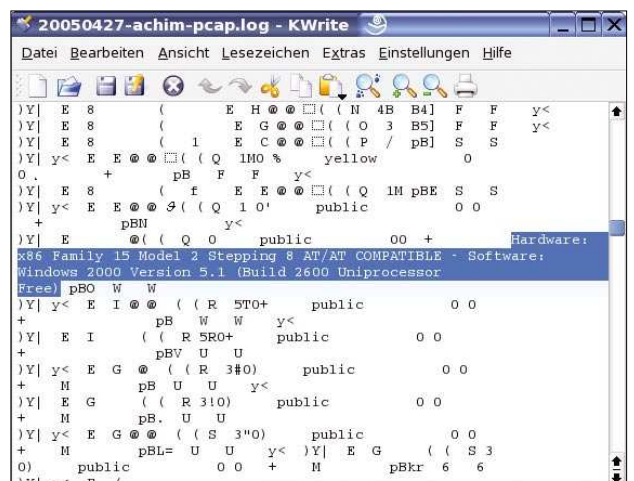 20050427-achim-pcap.log - KWrite
Datei Bearbeiten Ansicht Lesezeichen Extras Einstellungen Hilfe
)Y| E 8 ( E H @ @ ( ( N 4B B4] F F y<
)Y| E 8 ( E G @ @ ( ( O 3 B5] F F y<
)Y| E 8 ( 1 E C @ @ ( ( P / pB] S S
)Y| y< E E @ @ ( ( Q 1M0 % yellow 0
0 . + pB F F y<
)Y| E 8 ( f E E @ @ ( ( Q 1M pBE S S
)Y| y< E E @ @ ( ( Q 1 0' public 0 0
+ pBN y<
)Y| E @( ( Q 0 public 00 + Hardware:
x86 Family 15 Model 2 Stepping 8 AT/AT COMPATIBLE - Software:
Windows 2000 Version 5.1 (Build 2600 Uniprocessor
Free) pBO W W
)Y| y< E I @ @ ( ( R 5T0+ public 0 0
+ pB W W y<
)Y| E I ( ( R 5R0+ public 0 0
+ pBV U U
)Y| y< E G @ ( ( R 3#0) public 0 0
+ M pB U U y<
)Y| E G ( ( R 3!0) public 0 0
+ M pB. U U
)Y| y< E G @ @ ( ( S 3"0) public 0 0
+ M pBL= U U y< )Y| E G ( ( S 3
0) public 0 0 + M pBkr 6 6